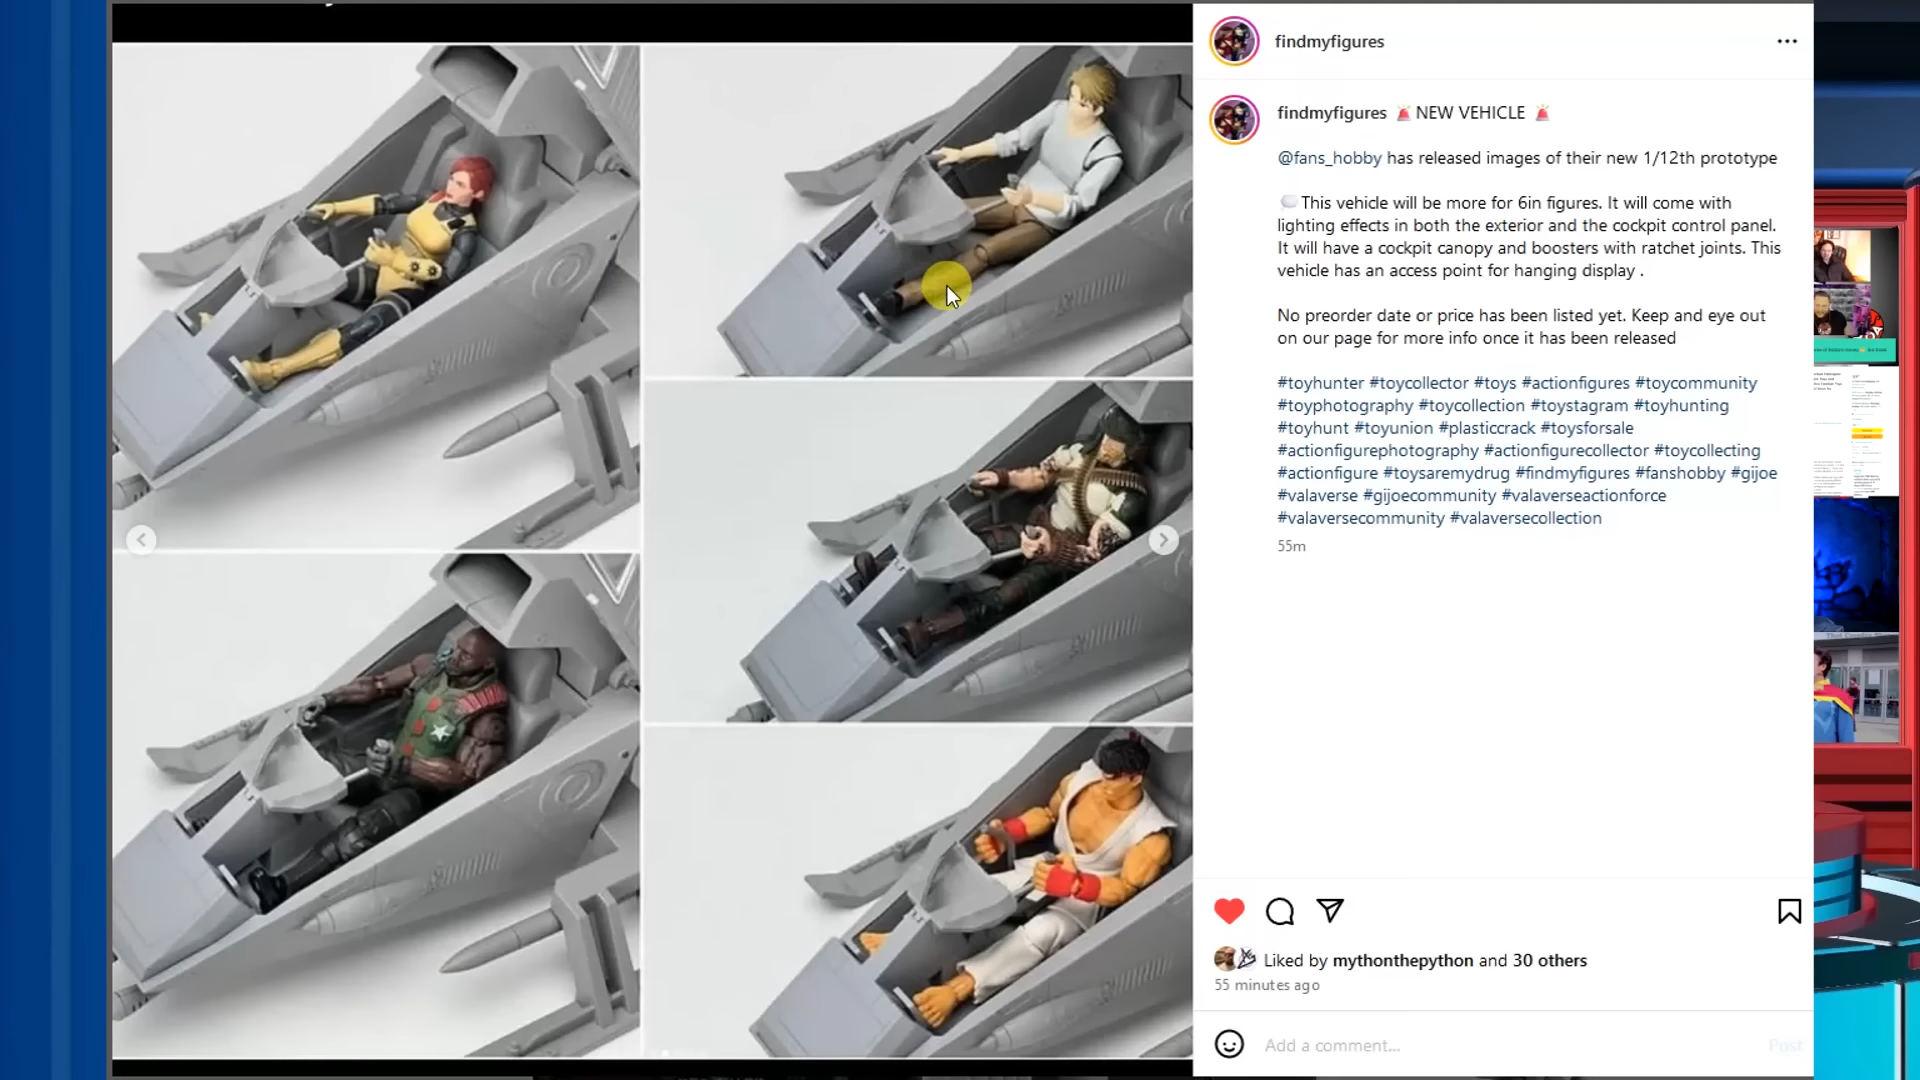 findmyfigures
findmyfigures 🚨 NEW VEHICLE 🚨
@fans_hobby has released images of their new 1/12th prototype
💭This vehicle will be more for 6in figures. It will come with
lighting effects in both the exterior and the cockpit control panel.
It will have a cockpit canopy and boosters with ratchet joints. This
vehicle has an access point for hanging display .
No preorder date or price has been listed yet. Keep and eye out
on our page for more info once it has been released
#toyhunter #toycollector #toys #actionfigures #toycommunity
#toyphotography #toycollection #toystagram #toyhunting
#toyhunt #toyunion #plasticcrack #toysforsale
#actionfigurephotography #actionfigurecollector #toycollecting
#actionfigure #toysaremydrug #findmyfigures #fanshobby #gijoe
#valaverse #gijoecommunity #valaverseactionforce
#valaversecommunity #valaversecollection
55m
Liked by mythonthepython and 30 others
55 minutes ago
Add a comment...
Post